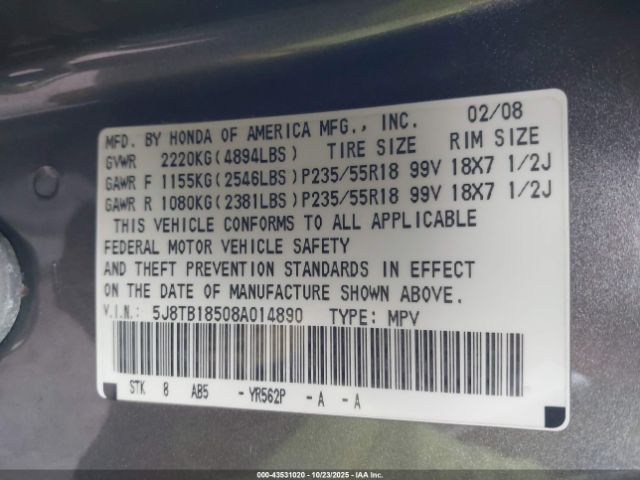 MFD. BY HONDA OF AMERICA MFG., INC. 02/08
GVWR 2220KG(4894LBS) TIRE SIZE RIM SIZE
GAWR F 1155KG(2546LBS)P235/55R18 99V 18X7 1/2J
GAWR R 1080KG(2381LBS)P235/55R18 99V 18X7 1/2J
THIS VEHICLE CONFORMS TO ALL APPLICABLE
FEDERAL MOTOR VEHICLE SAFETY
AND THEFT PREVENTION STANDARDS IN EFFECT
ON THE DATE OF MANUFACTURE SHOWN ABOVE.
V.I.N.: 5J8TB18508A014890 TYPE: MPV
STK 8 AB5 -YR562P -A -A
00-43531020 | 10/23/2025 | IAAI.COM